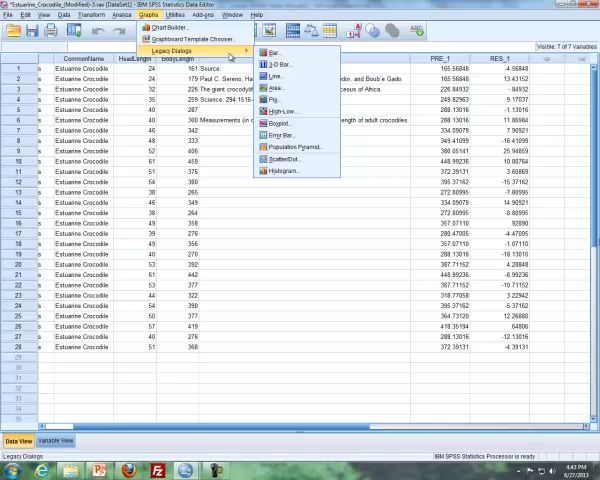 *Estuarine_Crocodile_(Modified)-3.sav [DataSet1] - IBM SPSS Statistics Data Editor
File Edit View Data Transform Analyze Graphs Utilities Add-ons Window Help
Chart Builder...
Graphboard Template Chooser...
Legacy Dialogs
Bar...
3-D Bar...
Line...
Area...
Pie...
High-Low...
Boxplot...
Error Bar...
Population Pyramid...
Scatter/Dot...
Histogram...
Visible: 7 of 7 Variables
CommonName HeadLength BodyLength PRE_1 RES_1
1 s Estuarine Crocodile 24 161 Source: 165.56848 -4.56848
2 s Estuarine Crocodile 24 179 Paul C. Sereno, Ha dor, and Boub´e Gado. 165.56848 13.43152
3 s Estuarine Crocodile 32 226 The giant crocodylif ceous of Africa. 226.84932 -.84932
4 s Estuarine Crocodile 35 259 Science, 294:1516- 249.82963 9.17037
5 s Estuarine Crocodile 40 287 288.13016 -1.13016
6 s Estuarine Crocodile 40 300 Measurements (in c ength of adult crocodiles. 288.13016 11.86984
7 s Estuarine Crocodile 46 342 334.09079 7.90921
8 s Estuarine Crocodile 48 333 349.41099 -16.41099
9 s Estuarine Crocodile 52 406 380.05141 25.94859
10 s Estuarine Crocodile 61 459 448.99236 10.00764
11 s Estuarine Crocodile 51 376 372.39131 3.60869
12 s Estuarine Crocodile 54 380 395.37162 -15.37162
13 s Estuarine Crocodile 38 265 272.80995 -7.80995
14 s Estuarine Crocodile 46 349 334.09079 14.90921
15 s Estuarine Crocodile 38 264 272.80995 -8.80995
16 s Estuarine Crocodile 49 358 357.07110 .92890
17 s Estuarine Crocodile 39 276 280.47005 -4.47005
18 s Estuarine Crocodile 49 356 357.07110 -1.07110
19 s Estuarine Crocodile 40 270 288.13016 -18.13016
20 s Estuarine Crocodile 53 392 387.71152 4.28848
21 s Estuarine Crocodile 61 442 448.99236 -6.99236
22 s Estuarine Crocodile 53 377 387.71152 -10.71152
23 s Estuarine Crocodile 44 322 318.77058 3.22942
24 s Estuarine Crocodile 54 390 395.37162 -5.37162
25 s Estuarine Crocodile 50 377 364.73120 12.26880
26 s Estuarine Crocodile 57 419 418.35194 .64806
27 s Estuarine Crocodile 40 276 288.13016 -12.13016
28 s Estuarine Crocodile 51 368 372.39131 -4.39131
29
30
31
32
33
34
35
Data View Variable View
Legacy Dialogs IBM SPSS Statistics Processor is ready
4:43 PM
6/27/2013